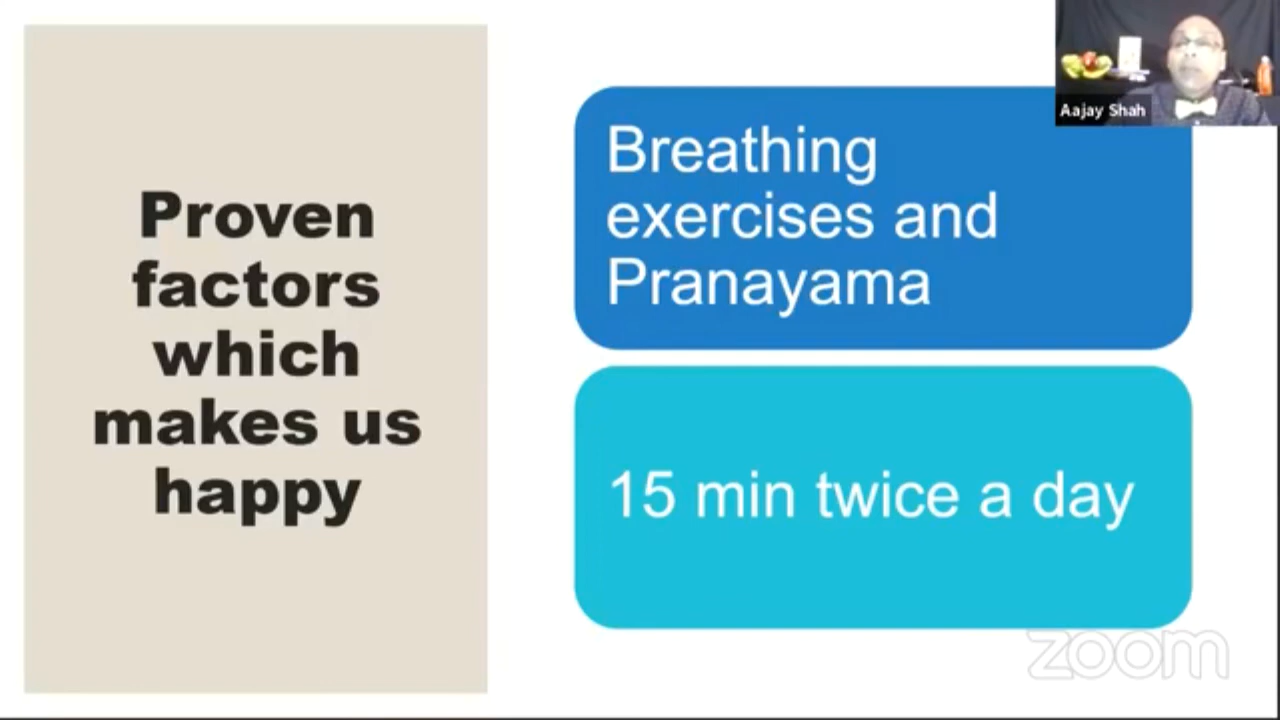 Proven
factors
which
makes us
happy
Breathing
exercises and
Pranayama
15 min twice a day
Aajay Shah
zoom